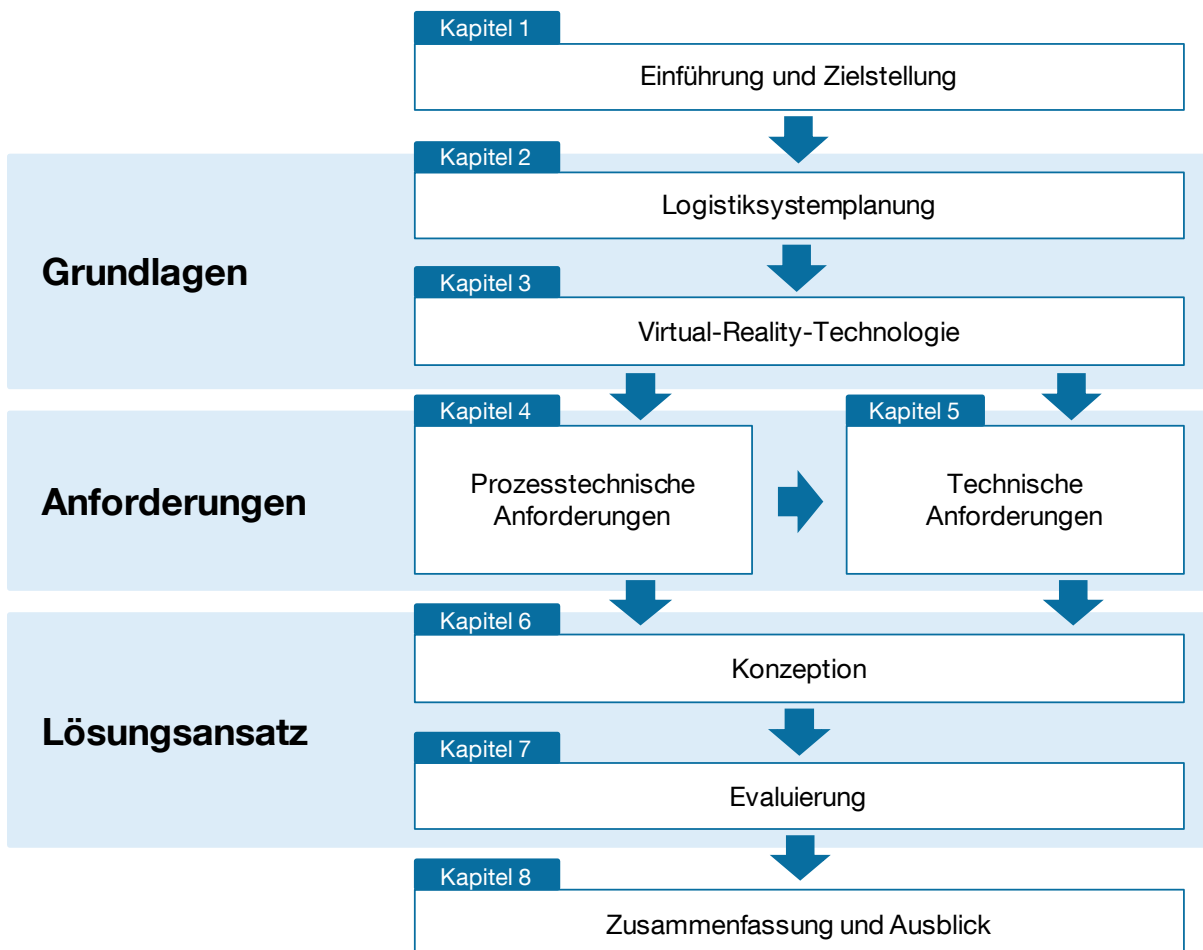 Kapitel 1
Einführung und Zielstellung
Kapitel 2
Logistiksystemplanung
Grundlagen
Kapitel 3
Virtual-Reality-Technologie
Kapitel 4
Kapitel 5
Anforderungen
Prozesstechnische
Anforderungen
Technische
Anforderungen
Kapitel 6
Konzeption
Lösungsansatz
Kapitel 7
Evaluierung
Kapitel 8
Zusammenfassung und Ausblick